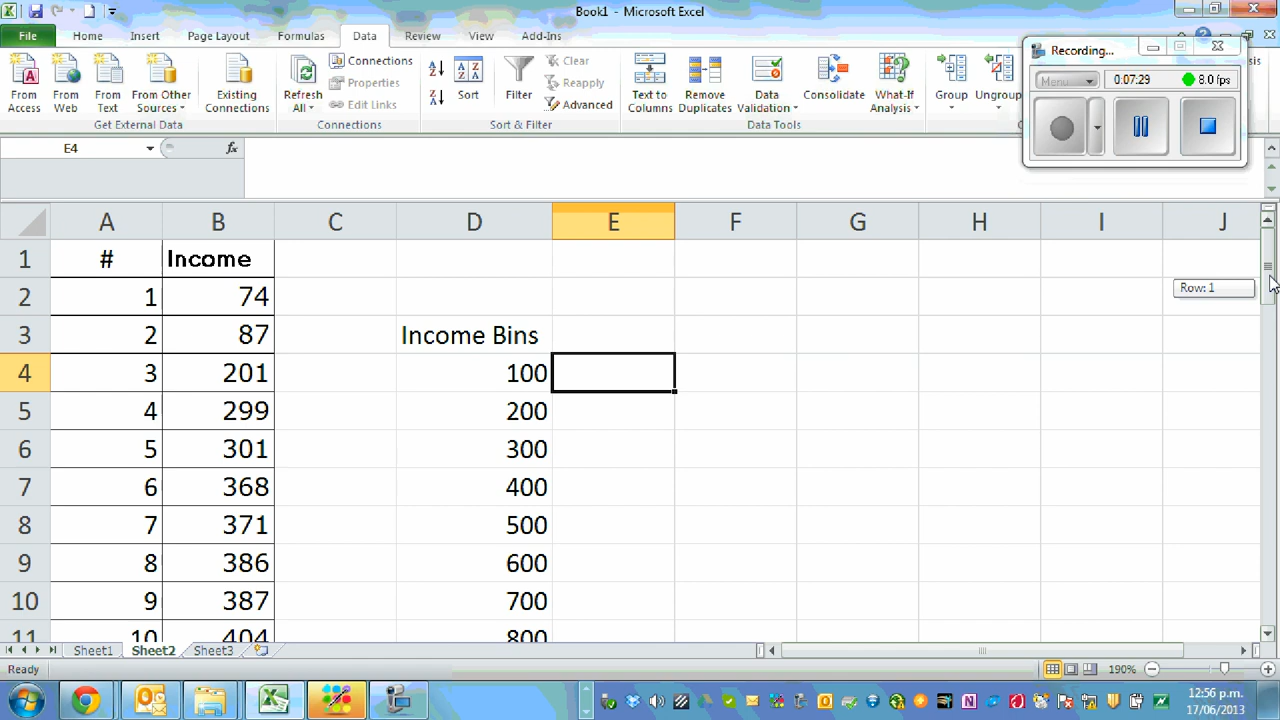 Book1 - Microsoft Excel
File Home Insert Page Layout Formulas Data Review View Add-Ins
Recording...
Menu 0:07:29 8.0 fps
From Access
From Web
From Text
From Other Sources
Existing Connections
Refresh All
Connections
Properties
Edit Links
Sort
Filter
Clear
Reapply
Advanced
Text to Columns
Remove Duplicates
Data Validation
Consolidate
What-If Analysis
Group
Ungroup
Get External Data Connections Sort & Filter Data Tools
E4 fx
A B C D E F G H I J
1 # Income
2 1 74
Row: 1
3 2 87 Income Bins
4 3 201 100
5 4 299 200
6 5 301 300
7 6 368 400
8 7 371 500
9 8 386 600
10 9 387 700
11 10 404 800
Sheet1 Sheet2 Sheet3
Ready 190%
12:56 p.m.
17/06/2013